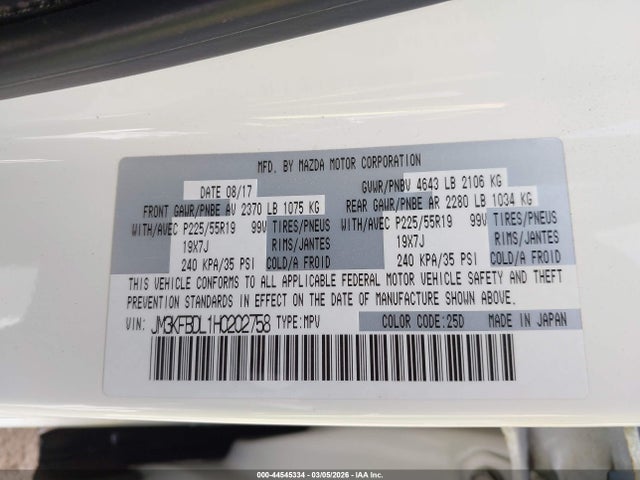 MFD. BY MAZDA MOTOR CORPORATION
DATE 08/17 GVWR/PNBV 4643 LB 2106 KG
FRONT GAWR/PNBE AV 2370 LB 1075 KG REAR GAWR/PNBE AR 2280 LB 1034 KG
WITH/AVEC P225/55R19 99V TIRES/PNEUS WITH/AVEC P225/55R19 99V TIRES/PNEUS
19X7J RIMS/JANTES 19X7J RIMS/JANTES
240 KPA/35 PSI COLD/A FROID 240 KPA/35 PSI COLD/A FROID
THIS VEHICLE CONFORMS TO ALL APPLICABLE FEDERAL MOTOR VEHICLE SAFETY AND THEFT
PREVENTION STANDARDS IN EFFECT ON THE DATE OF MANUFACTURE SHOWN ABOVE.
VIN: JM3KFBDL1H0202758 TYPE:MPV COLOR CODE:25D MADE IN JAPAN
000-44545334 | 03/05/2026 - IAA Inc.